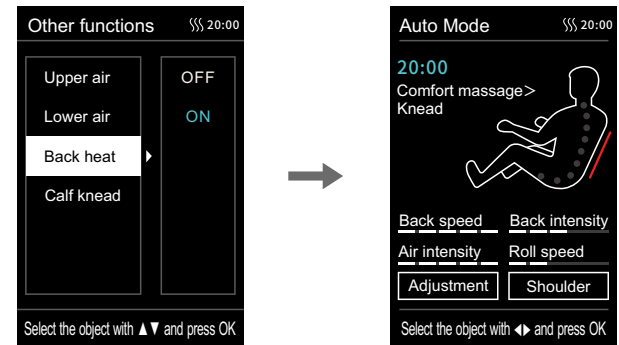 Other functions 20:00
Upper air OFF
Lower air ON
Back heat
Calf knead
Select the object with ▲▼ and press OK
Auto Mode 20:00
20:00
Comfort massage>
Knead
Back speed Back intensity
Air intensity Roll speed
Adjustment Shoulder
Select the object with ◀▶ and press OK